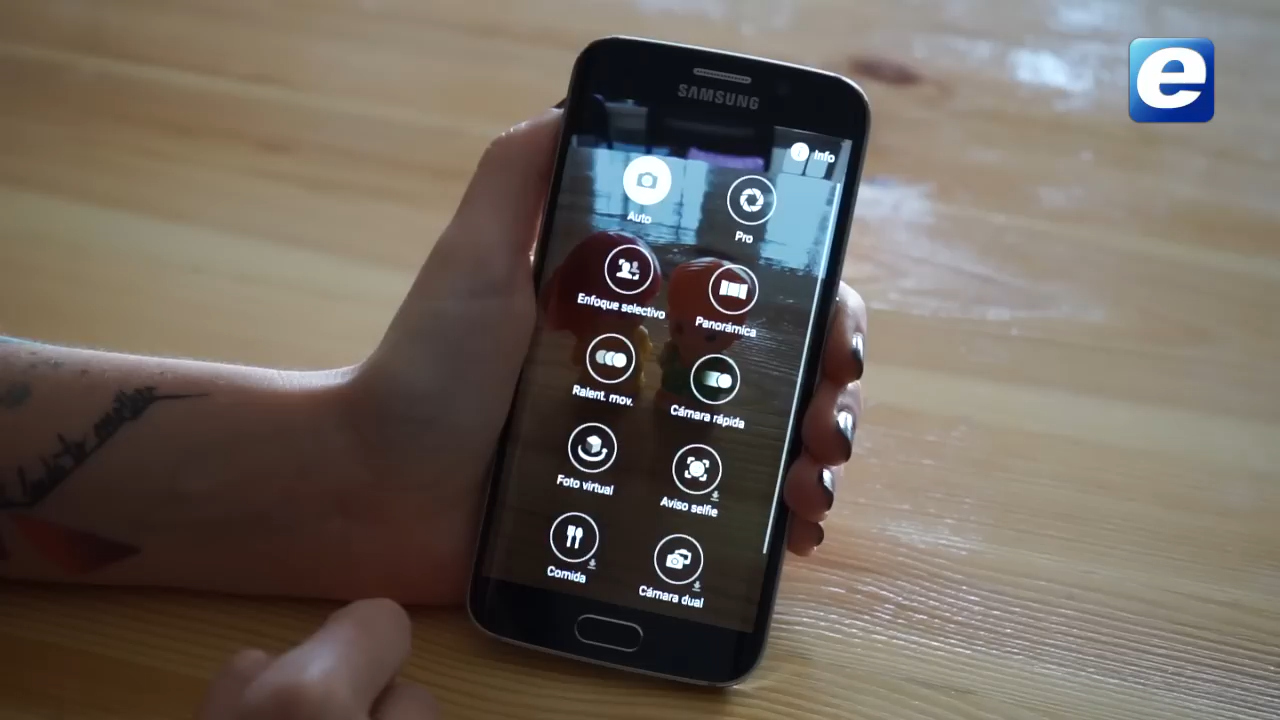 e
SAMSUNG
Info
Auto
Pro
Enfoque selectivo
Panorámica
Ralent. mov.
Cámara rápida
Foto virtual
Aviso selfie
Comida
Cámara dual